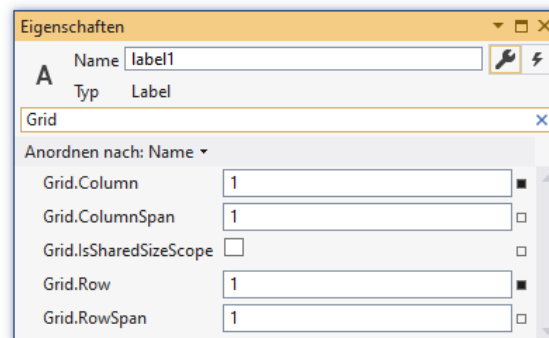 Eigenschaften
A
Name label1
Typ Label
Grid
Anordnen nach: Name
Grid.Column 1
Grid.ColumnSpan 1
Grid.IsSharedSizeScope
Grid.Row 1
Grid.RowSpan 1